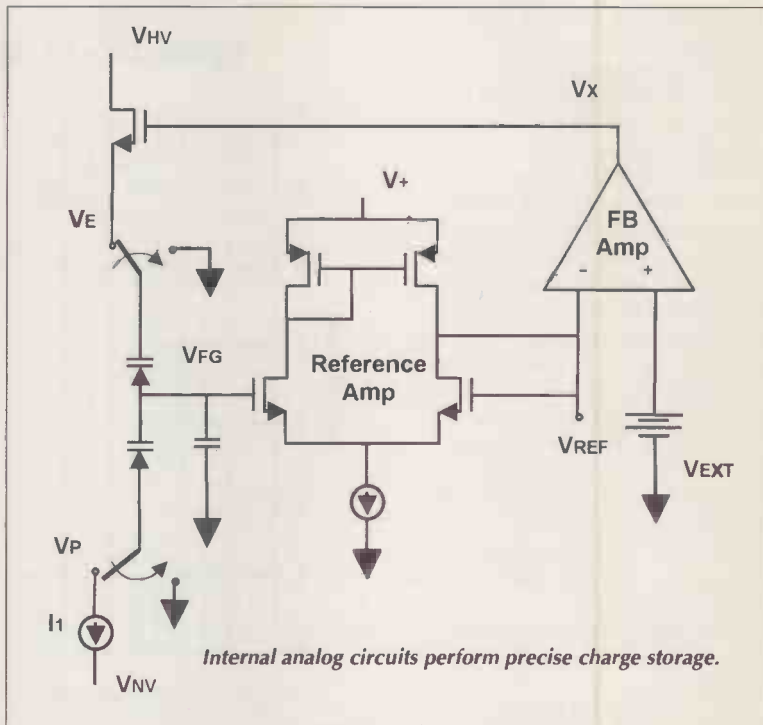 VHV
VX
V+
FB
Amp
- +
VE
VFG
Reference
Amp
VREF
VEXT
VP
I1
VNV
Internal analog circuits perform precise charge storage.